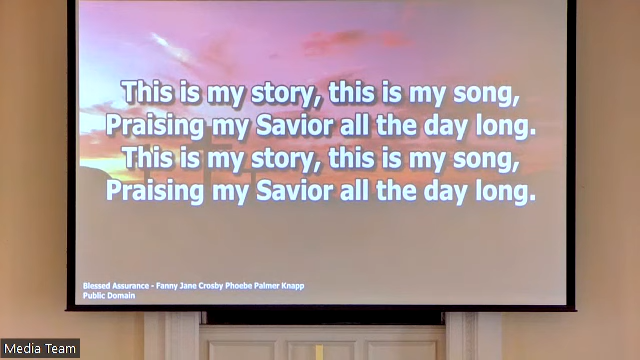 This is my story, this is my song,
Praising my Savior all the day long.
This is my story, this is my song,
Praising my Savior all the day long.
Blessed Assurance - Fanny Jane Crosby Phoebe Palmer Knapp
Public Domain
Media Team